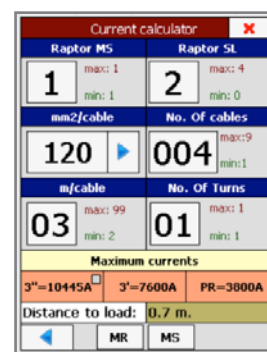 Current calculator
Raptor MS Raptor SL
1 max: 1 min: 1 2 max: 4 min: 0
mm2/cable No. Of cables
120 004 max:9 min:1
m/cable No. Of Turns
03 max: 99 min: 2 01 max: 1 min: 1
Maximum currents
3"=10445A 3'=7600A PR=3800A
Distance to load: 0.7 m.
MR MS